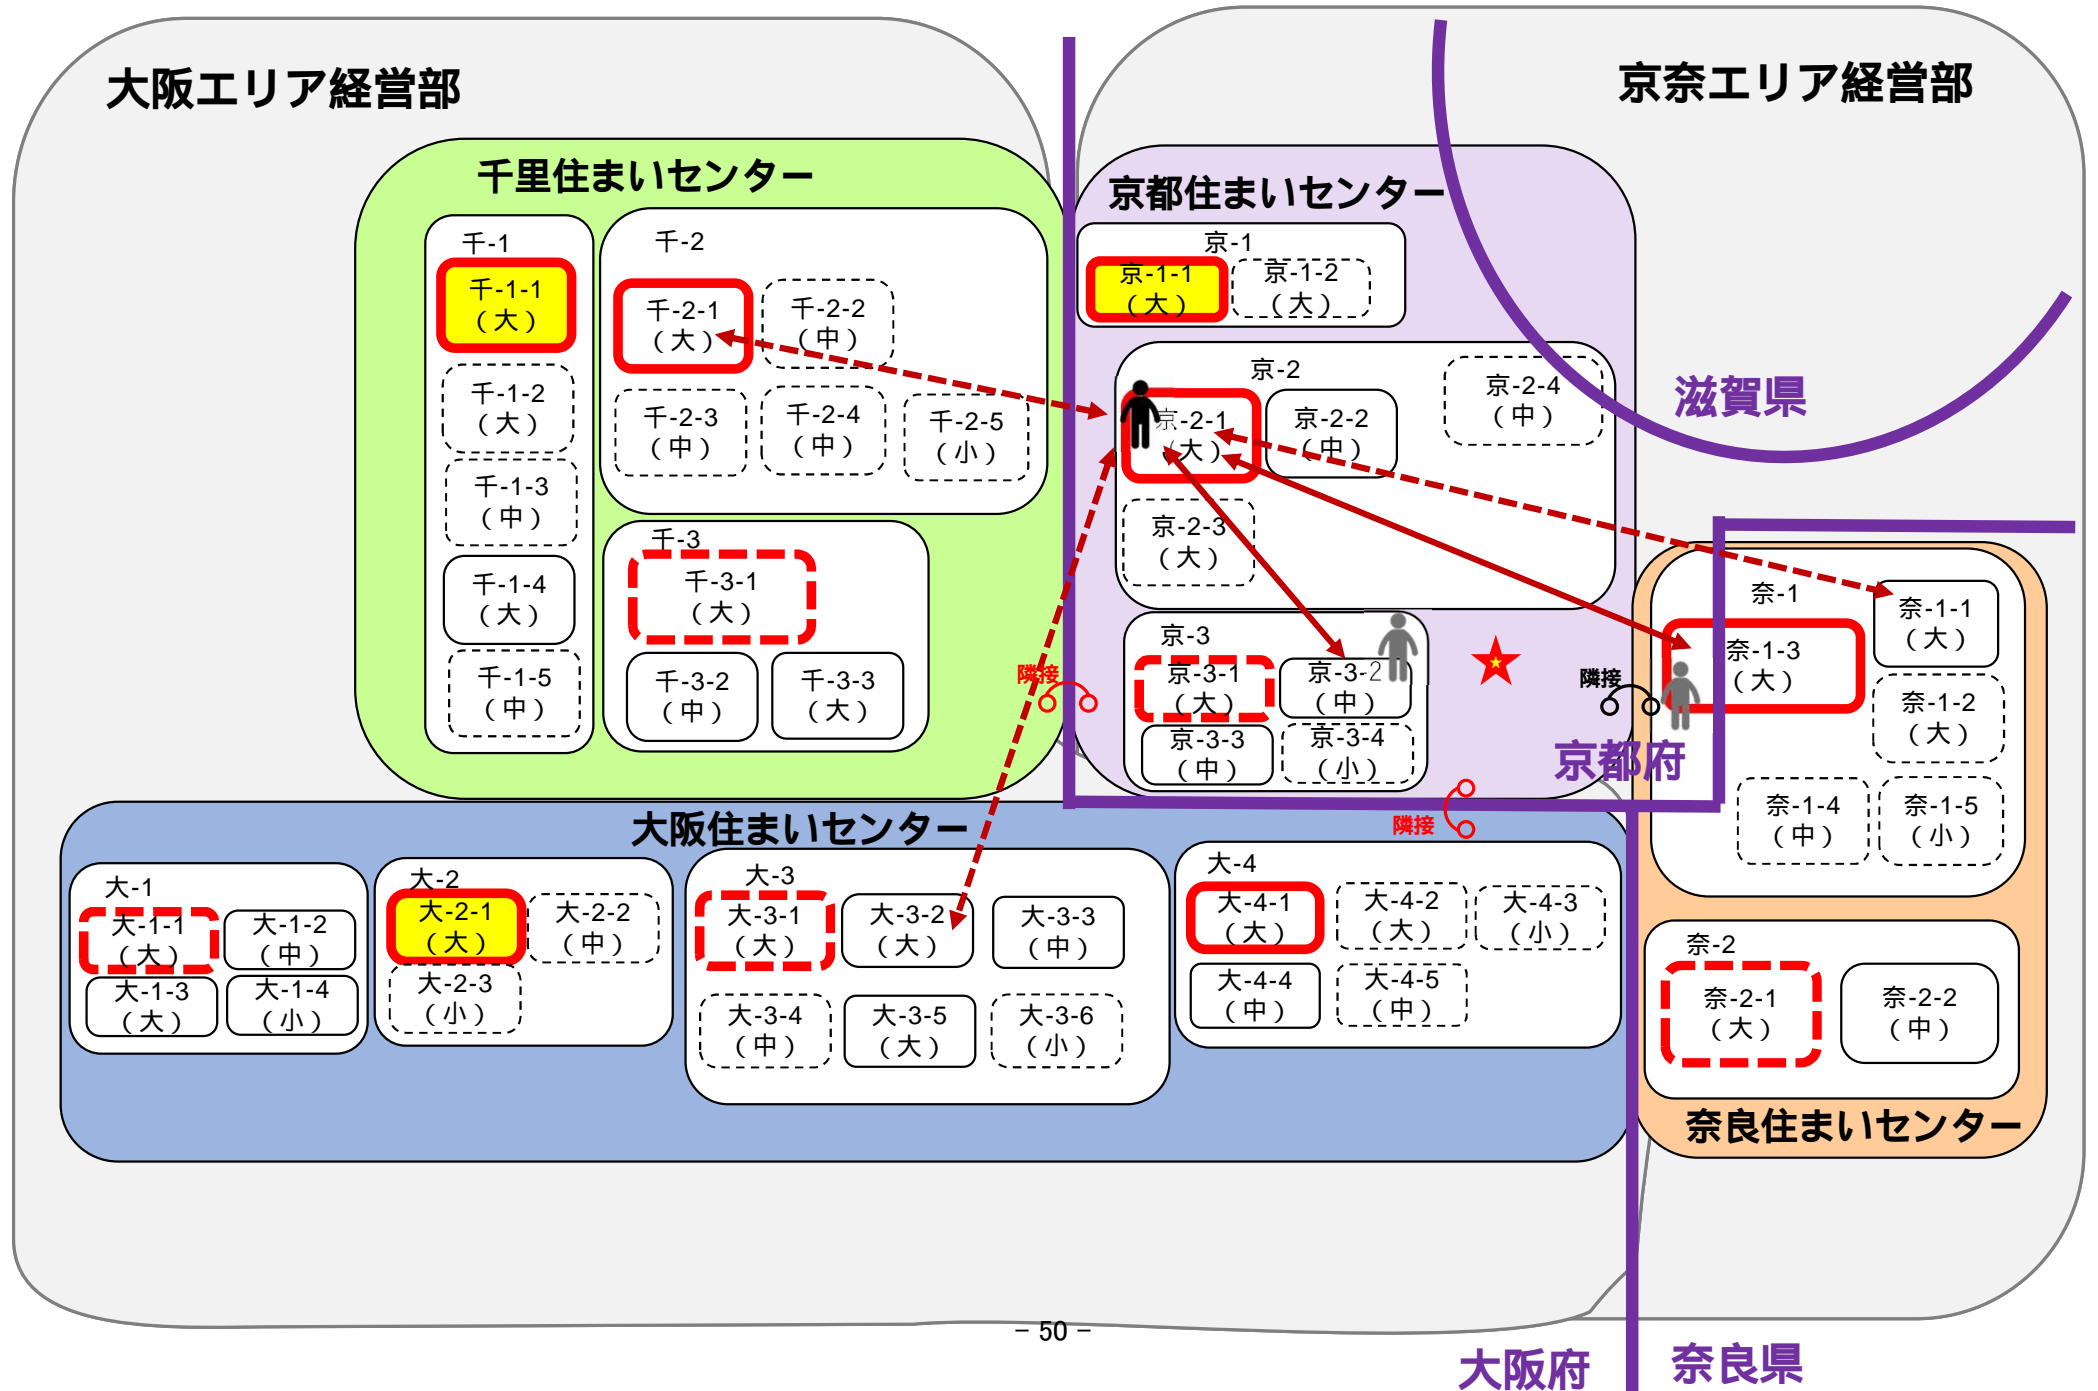 大阪エリア経営部
京奈エリア経営部
千里住まいセンター
千-1
千-1-1
（大）
千-1-2
（大）
千-1-3
（中）
千-1-4
（大）
千-1-5
（中）
千-2
千-2-1
（大）
千-2-2
（中）
千-2-3
（中）
千-2-4
（中）
千-2-5
（小）
千-3
千-3-1
（大）
千-3-2
（中）
千-3-3
（大）
京都住まいセンター
京-1
京-1-1
（大）
京-1-2
（大）
京-2
京-2-1
（大）
京-2-2
（中）
京-2-4
（中）
京-2-3
（大）
京-3
京-3-1
（大）
京-3-2
（中）
京-3-3
（中）
京-3-4
（小）
滋賀県
隣接
隣接
京都府
隣接
奈-1
奈-1-1
（大）
奈-1-3
（大）
奈-1-2
（大）
奈-1-4
（中）
奈-1-5
（小）
奈-2
奈-2-1
（大）
奈-2-2
（中）
奈良住まいセンター
大阪住まいセンター
大-1
大-1-1
（大）
大-1-2
（中）
大-1-3
（大）
大-1-4
（小）
大-2
大-2-1
（大）
大-2-2
（中）
大-2-3
（小）
大-3
大-3-1
（大）
大-3-2
（大）
大-3-3
（中）
大-3-4
（中）
大-3-5
（大）
大-3-6
（小）
大-4
大-4-1
（大）
大-4-2
（大）
大-4-3
（小）
大-4-4
（中）
大-4-5
（中）
－ 50 －
大阪府
奈良県